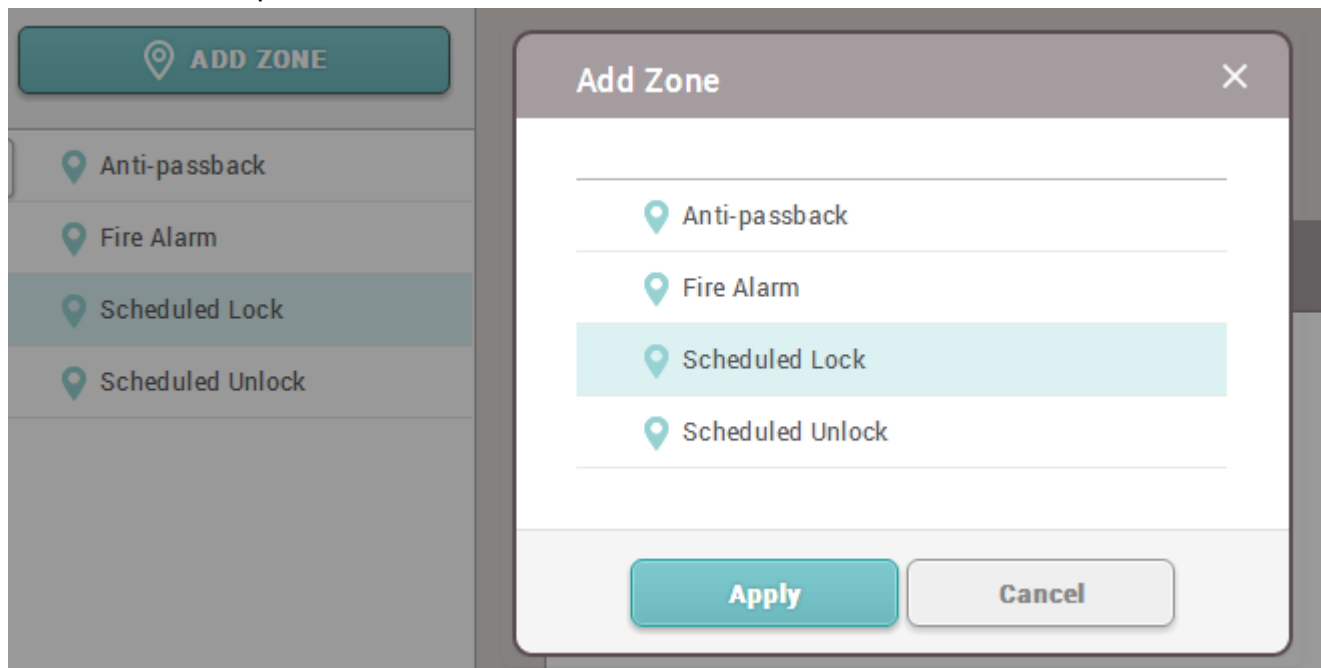 ADD ZONE
Anti-passback
Fire Alarm
Scheduled Lock
Scheduled Unlock
Add Zone
Anti-passback
Fire Alarm
Scheduled Lock
Scheduled Unlock
Apply
Cancel